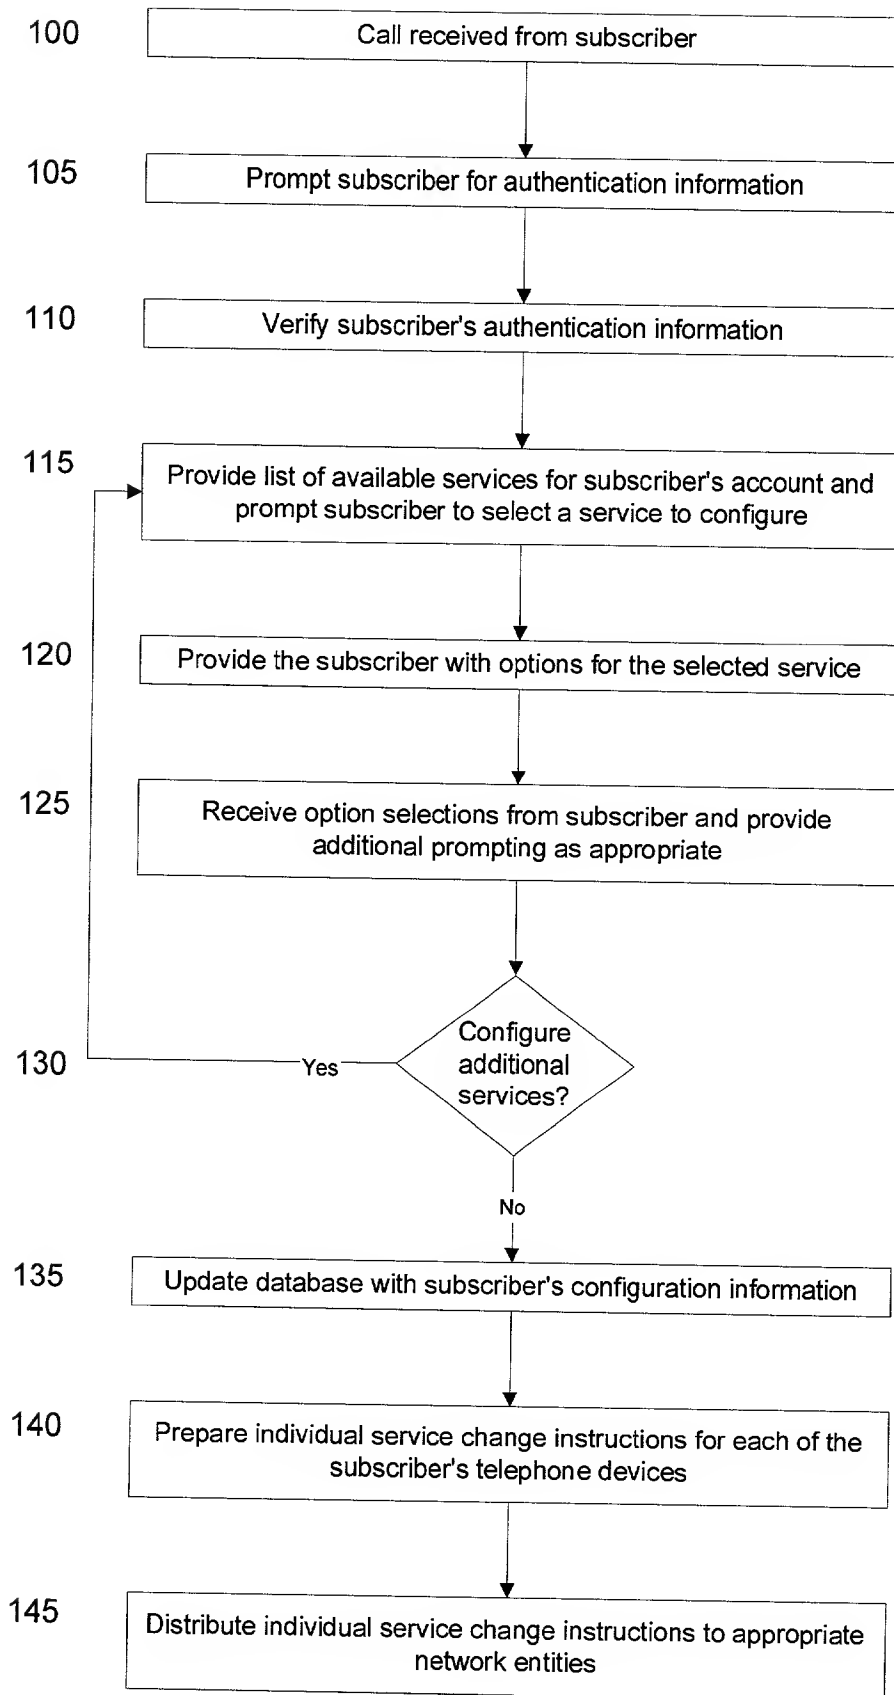 100
Call received from subscriber
105
Prompt subscriber for authentication information
110
Verify subscriber's authentication information
115
Provide list of available services for subscriber's account and
prompt subscriber to select a service to configure
120
Provide the subscriber with options for the selected service
125
Receive option selections from subscriber and provide
additional prompting as appropriate
130
Yes
Configure
additional
services?
No
135
Update database with subscriber's configuration information
140
Prepare individual service change instructions for each of the
subscriber's telephone devices
145
Distribute individual service change instructions to appropriate
network entities